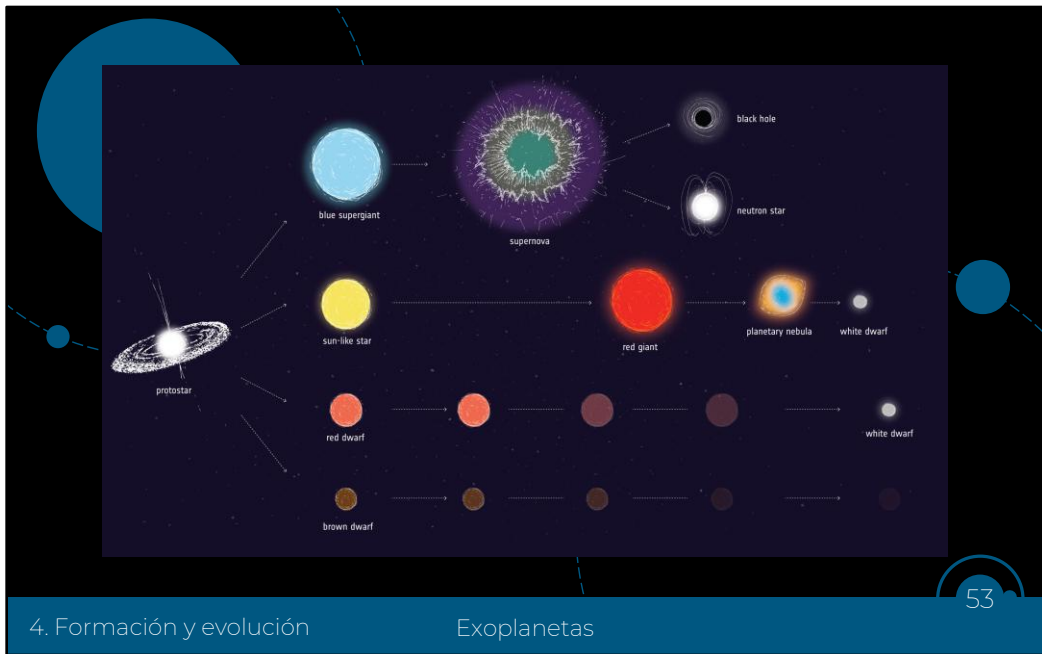 black hole
blue supergiant
neutron star
supernova
sun-like star
red giant
planetary nebula
white dwarf
protostar
red dwarf
white dwarf
brown dwarf
53
4. Formación y evolución
Exoplanetas